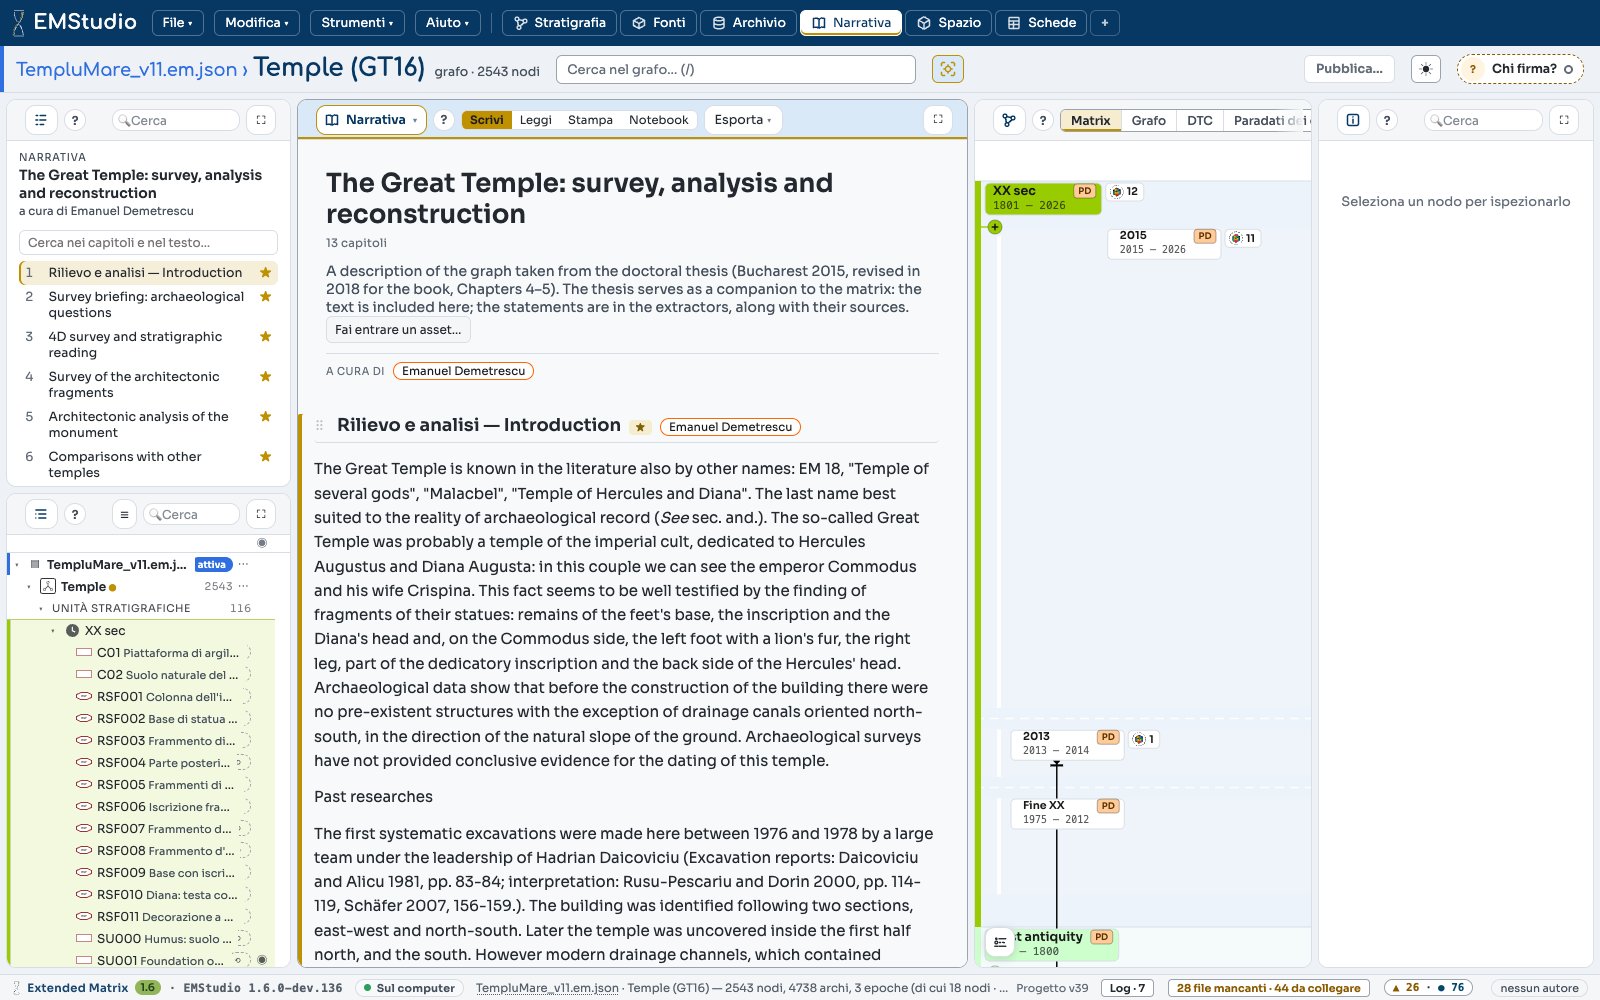 EMStudio File ▾ Modifica ▾ Strumenti ▾ Aiuto ▾ Stratigrafia Fonti Archivio Narrativa Spazio Schede +
TempluMare_v11.em.json › Temple (GT16) grafo · 2543 nodi Cerca nel grafo... (/) Pubblica... ? Chi firma?
? Cerca
NARRATIVA
The Great Temple: survey, analysis
and reconstruction
a cura di Emanuel Demetrescu
Cerca nei capitoli e nel testo...
1 Rilievo e analisi — Introduction ★
2 Survey briefing: archaeological ★
questions
3 4D survey and stratigraphic ★
reading
4 Survey of the architectonic ★
fragments
5 Architectonic analysis of the ★
monument
6 Comparisons with other ★
temples
? Cerca
TempluMare_v11.em.j... attiva ···
Temple 2543 ···
UNITÀ STRATIGRAFICHE 116
XX sec
C01 Piattaforma di argil...
C02 Suolo naturale del ...
RSF001 Colonna dell'i...
RSF002 Base di statua ...
RSF003 Frammento di...
RSF004 Parte posteri...
RSF005 Frammenti di ...
RSF006 Iscrizione fra...
RSF007 Frammento d...
RSF008 Frammento d'...
RSF009 Base con iscri...
RSF010 Diana: testa co...
RSF011 Decorazione a ...
SU000 Humus: suolo ...
SU001 Foundation o...
Narrativa ▾ ? Scrivi Leggi Stampa Notebook Esporta ▾
The Great Temple: survey, analysis and
reconstruction
13 capitoli
A description of the graph taken from the doctoral thesis (Bucharest 2015, revised in
2018 for the book, Chapters 4–5). The thesis serves as a companion to the matrix: the
text is included here; the statements are in the extractors, along with their sources.
Fai entrare un asset...
A CURA DI Emanuel Demetrescu
Rilievo e analisi — Introduction ★ Emanuel Demetrescu
The Great Temple is known in the literature also by other names: EM 18, "Temple of
several gods", "Malacbel", "Temple of Hercules and Diana". The last name best
suited to the reality of archaeological record (See sec. and.). The so-called Great
Temple was probably a temple of the imperial cult, dedicated to Hercules
Augustus and Diana Augusta: in this couple we can see the emperor Commodus
and his wife Crispina. This fact seems to be well testified by the finding of
fragments of their statues: remains of the feet's base, the inscription and the
Diana's head and, on the Commodus side, the left foot with a lion's fur, the right
leg, part of the dedicatory inscription and the back side of the Hercules' head.
Archaeological data show that before the construction of the building there were
no pre-existent structures with the exception of drainage canals oriented north-
south, in the direction of the natural slope of the ground. Archaeological surveys
have not provided conclusive evidence for the dating of this temple.
Past researches
The first systematic excavations were made here between 1976 and 1978 by a large
team under the leadership of Hadrian Daicoviciu (Excavation reports: Daicoviciu
and Alicu 1981, pp. 83-84; interpretation: Rusu-Pescariu and Dorin 2000, pp. 114-
119, Schäfer 2007, 156-159.). The building was identified following two sections,
east-west and north-south. Later the temple was uncovered inside the first half
north, and the south. However modern drainage channels, which contained
? Matrix Grafo DTC Paradati dei
XX sec PD 12
1801 — 2026
2015 PD 11
2015 — 2026
2013 PD 1
2013 — 2014
Fine XX PD
1975 — 2012
t antiquity PD
— 1800
? Cerca
Seleziona un nodo per ispezionarlo
Extended Matrix 1.6 · EMStudio 1.6.0-dev.136 Sul computer TempluMare_v11.em.json · Temple (GT16) — 2543 nodi, 4738 archi, 3 epoche (di cui 18 nodi · ... Progetto v39 Log · 7 28 file mancanti · 44 da collegare ▲ 26 · ● 76 nessun autore